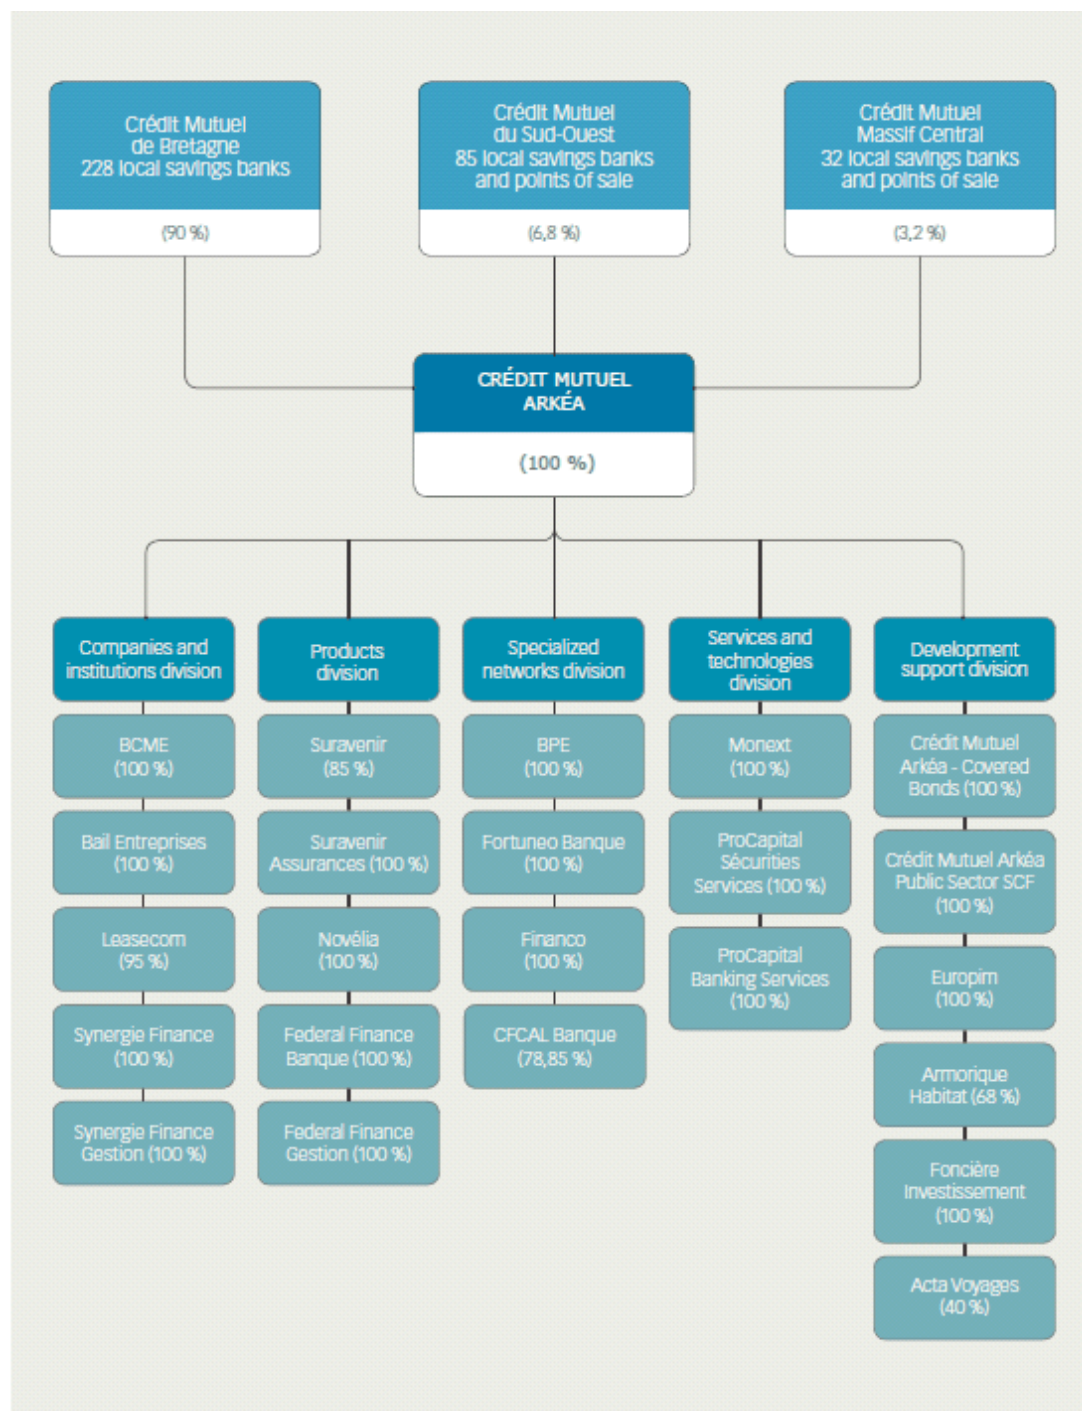 Crédit Mutuel
de Bretagne
228 local savings banks
(90 %)
Crédit Mutuel
du Sud-Ouest
85 local savings banks
and points of sale
(6,8 %)
Crédit Mutuel
Massif Central
32 local savings banks
and points of sale
(3,2 %)
CRÉDIT MUTUEL
ARKÉA
(100 %)
Companies and
institutions division
BCME
(100 %)
Bail Entreprises
(100 %)
Leasecom
(95 %)
Synergie Finance
(100 %)
Synergie Finance
Gestion (100 %)
Products
division
Suravenir
(85 %)
Suravenir
Assurances (100 %)
Novélia
(100 %)
Federal Finance
Banque (100 %)
Federal Finance
Gestion (100 %)
Specialized
networks division
BPE
(100 %)
Fortuneo Banque
(100 %)
Financo
(100 %)
CFCAL Banque
(78,85 %)
Services and
technologies
division
Monext
(100 %)
ProCapital
Sécurities
Services (100 %)
ProCapital
Banking Services
(100 %)
Development
support division
Crédit Mutuel
Arkéa - Covered
Bonds (100 %)
Crédit Mutuel Arkéa
Public Sector SCF
(100 %)
Europim
(100 %)
Armorique
Habitat (68 %)
Foncière
Investissement
(100 %)
Acta Voyages
(40 %)